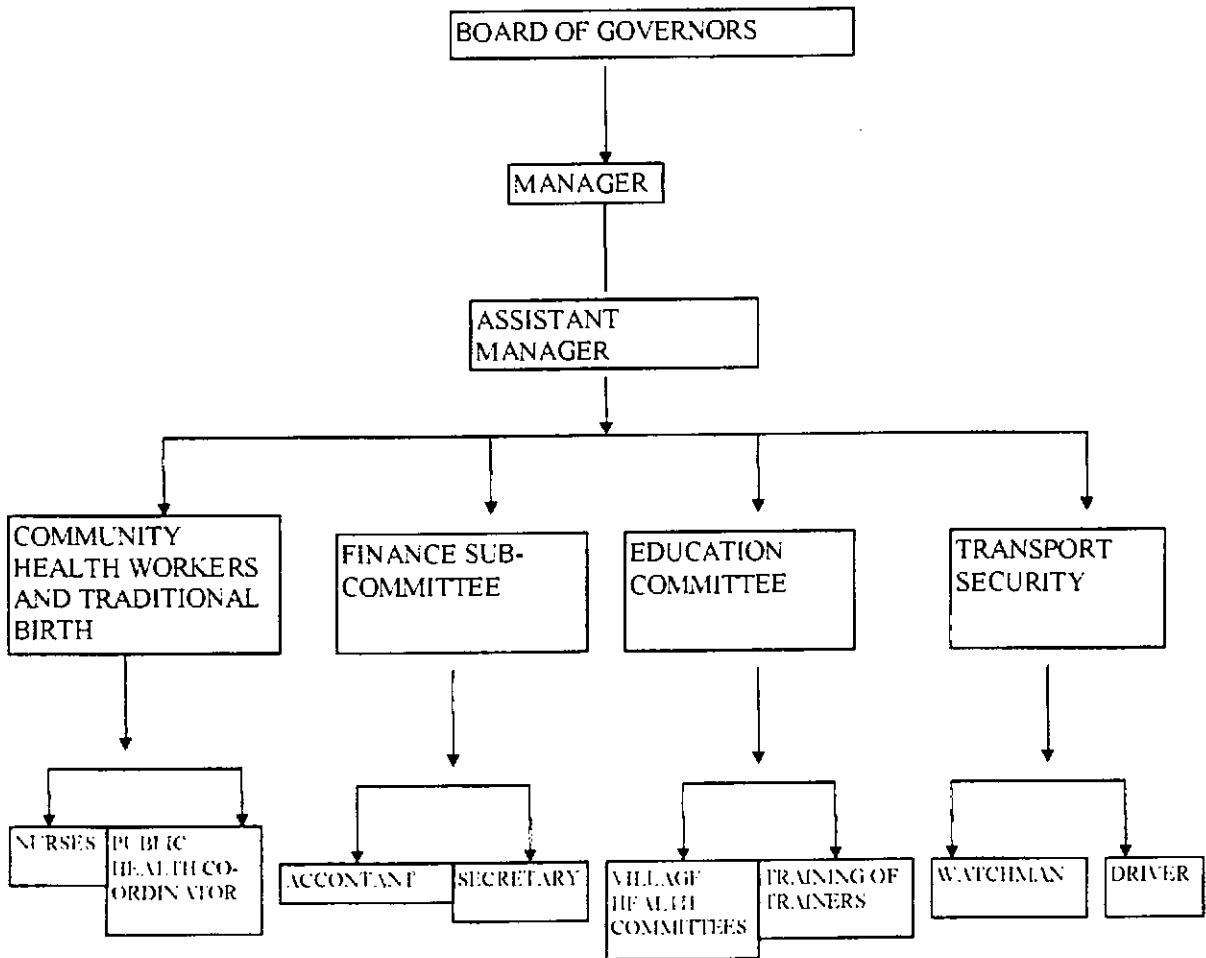 BOARD OF GOVERNORS
MANAGER
ASSISTANT
MANAGER
COMMUNITY
HEALTH WORKERS
AND TRADITIONAL
BIRTH
FINANCE SUB-
COMMITTEE
EDUCATION
COMMITTEE
TRANSPORT
SECURITY
NURSES
PUBLIC
HEALTH CO-
ORDINATOR
ACCONTANT
SECRETARY
VILLAGE
HEALTH
COMMITTEES
TRAINING OF
TRAINERS
WATCHMAN
DRIVER